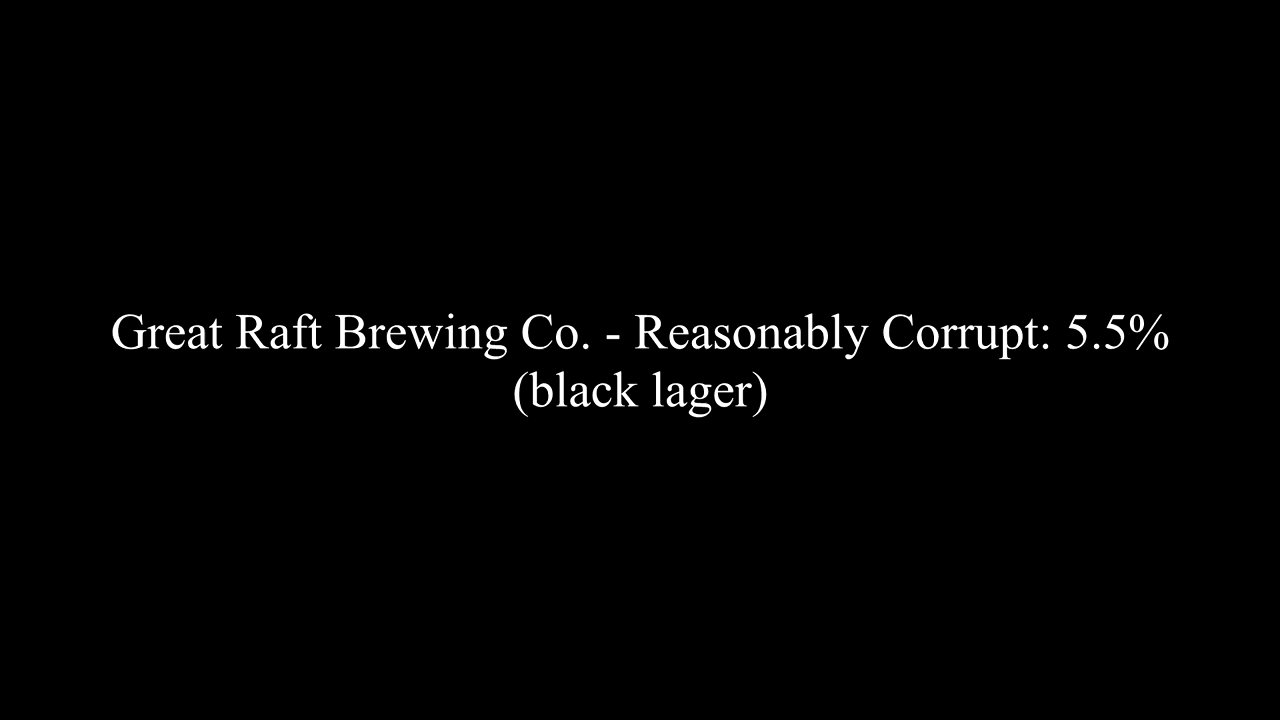 Great Raft Brewing Co. - Reasonably Corrupt: 5.5%
(black lager)